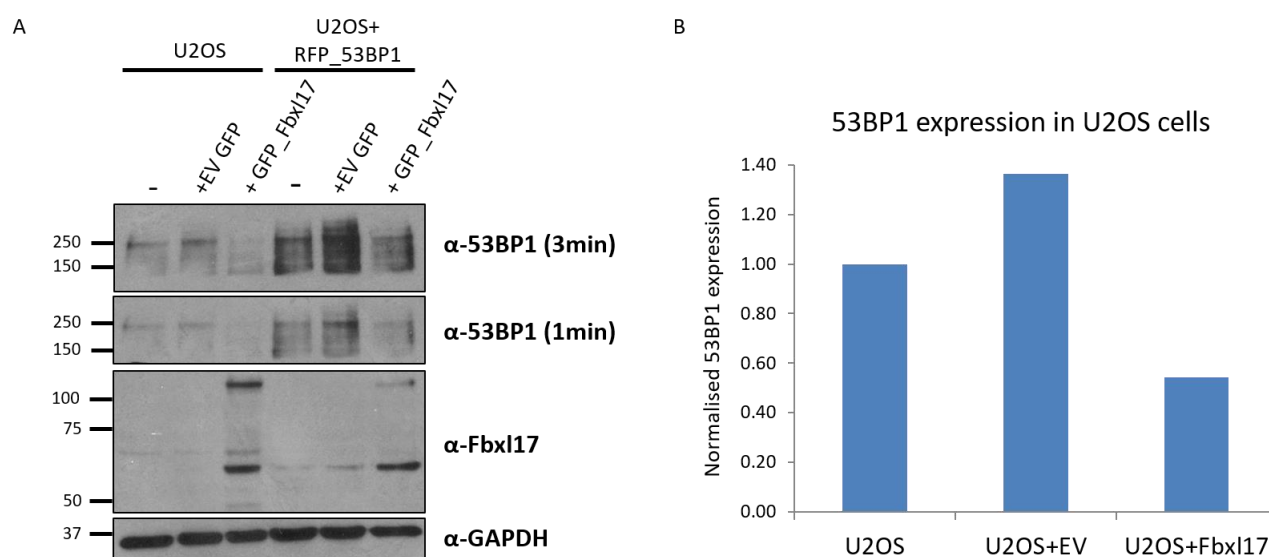 A
U2OS
U2OS+
RFP_53BP1
-
+EV GFP
+ GFP_Fbxl17
-
+EV GFP
+ GFP_Fbxl17
250
150
α-53BP1 (3min)
250
150
α-53BP1 (1min)
100
75
50
α-Fbxl17
37
α-GAPDH
B
53BP1 expression in U2OS cells
Normalised 53BP1 expression
1.40
1.20
1.00
0.80
0.60
0.40
0.20
0.00
U2OS
U2OS+EV
U2OS+Fbxl17